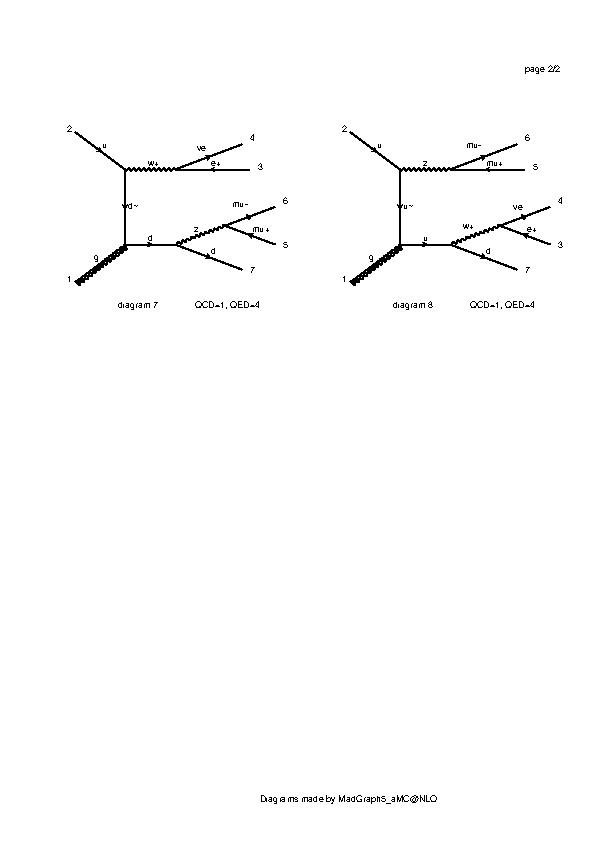 page 2/2
2
u
w+
ve
4
e+
3
d~
mu-
6
z
mu+
5
d
d
7
g
1
diagram 7 QCD=1, QED=4
2
u
z
mu-
6
mu+
5
u~
ve
4
w+
e+
3
u
d
7
g
1
diagram 8 QCD=1, QED=4
Diagrams made by MadGraph5_aMC@NLO